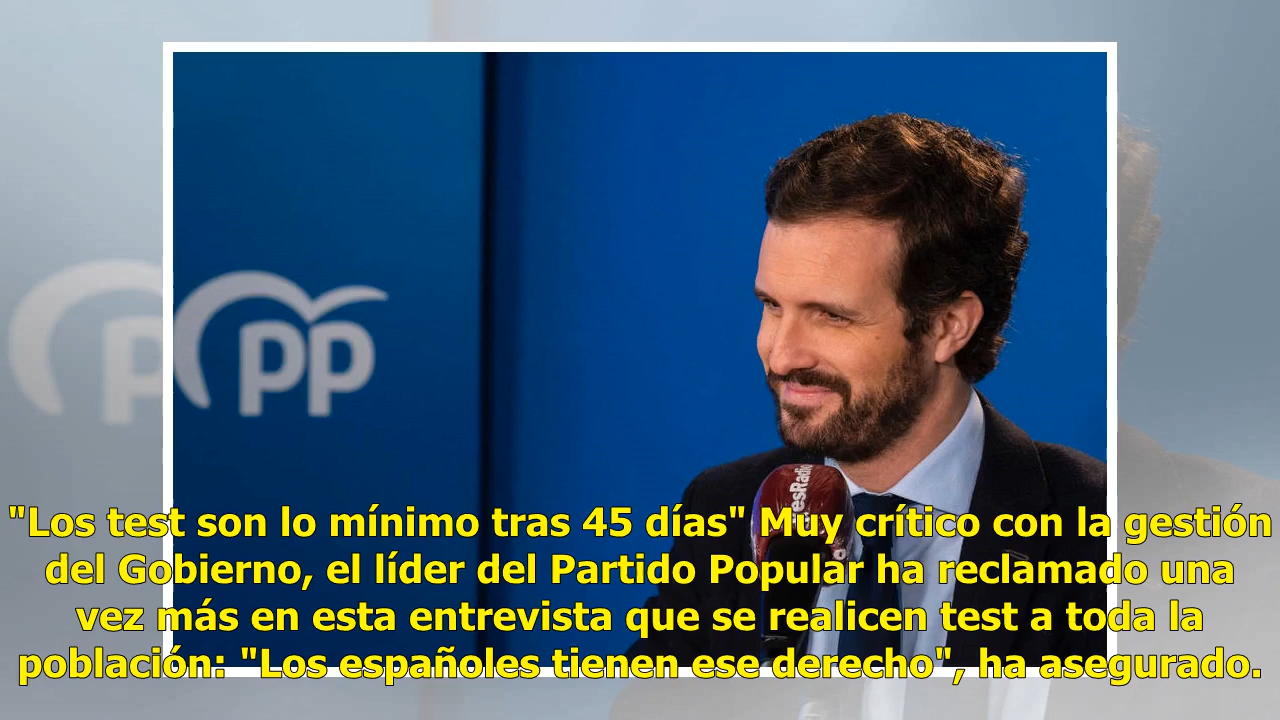 pp
"Los test son lo mínimo tras 45 días" Muy crítico con la gestión
del Gobierno, el líder del Partido Popular ha reclamado una
vez más en esta entrevista que se realicen test a toda la
población: "Los españoles tienen ese derecho", ha asegurado.